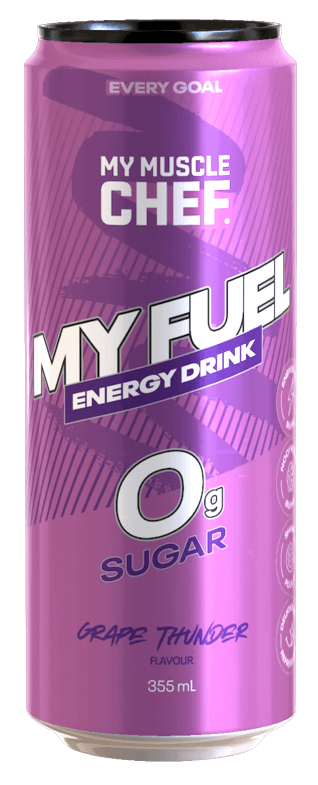 EVERY GOAL
MY MUSCLE
CHEF.
MY FUEL
ENERGY DRINK
0g
SUGAR
GRAPE THUNDER
FLAVOUR
355 mL